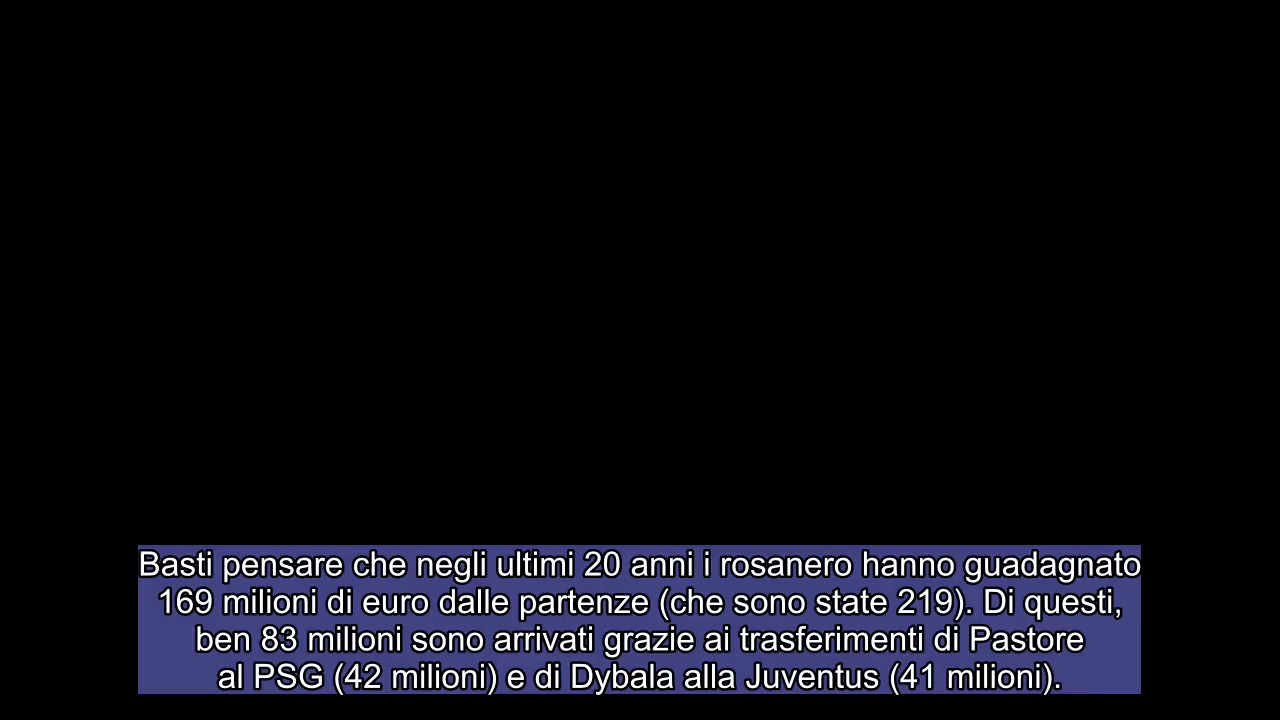 Basti pensare che negli ultimi 20 anni i rosanero hanno guadagnato
169 milioni di euro dalle partenze (che sono state 219). Di questi,
ben 83 milioni sono arrivati grazie ai trasferimenti di Pastore
al PSG (42 milioni) e di Dybala alla Juventus (41 milioni).